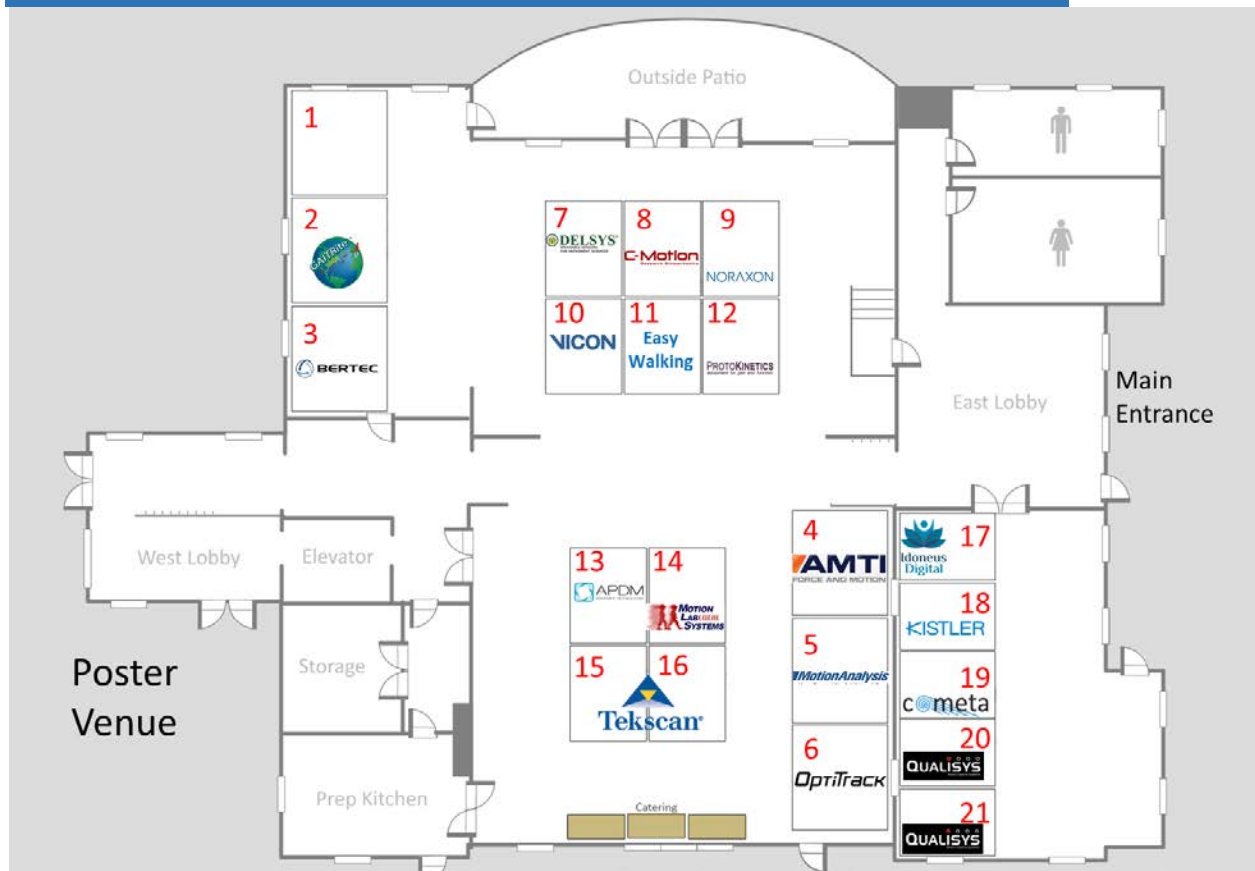 Outside Patio
1
2
GAITRite
3
BERTEC
7
DELSYS
8
C-Motion
9
NORAXON
10
VICON
11
Easy
Walking
12
PROTOKINETICS
East Lobby
Main
Entrance
West Lobby
Elevator
Storage
Prep Kitchen
Poster
Venue
13
APDM
14
MOTION
LAB
SYSTEMS
15
16
Tekscan
4
AMTI
FORCE AND MOTION
5
MotionAnalysis
6
OPTITRACK
Catering
17
Idoneus
Digital
18
KISTLER
19
cometa
20
QUALISYS
21
QUALISYS